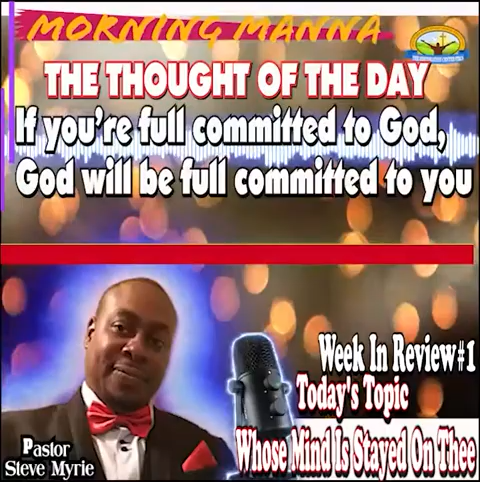 MORNING MANNA
THE THOUGHT OF THE DAY
If you're full committed to God,
God will be full committed to you
Week In Review#1
Today's Topic
Whose Mind Is Stayed On Thee
Pastor
Steve Myrie